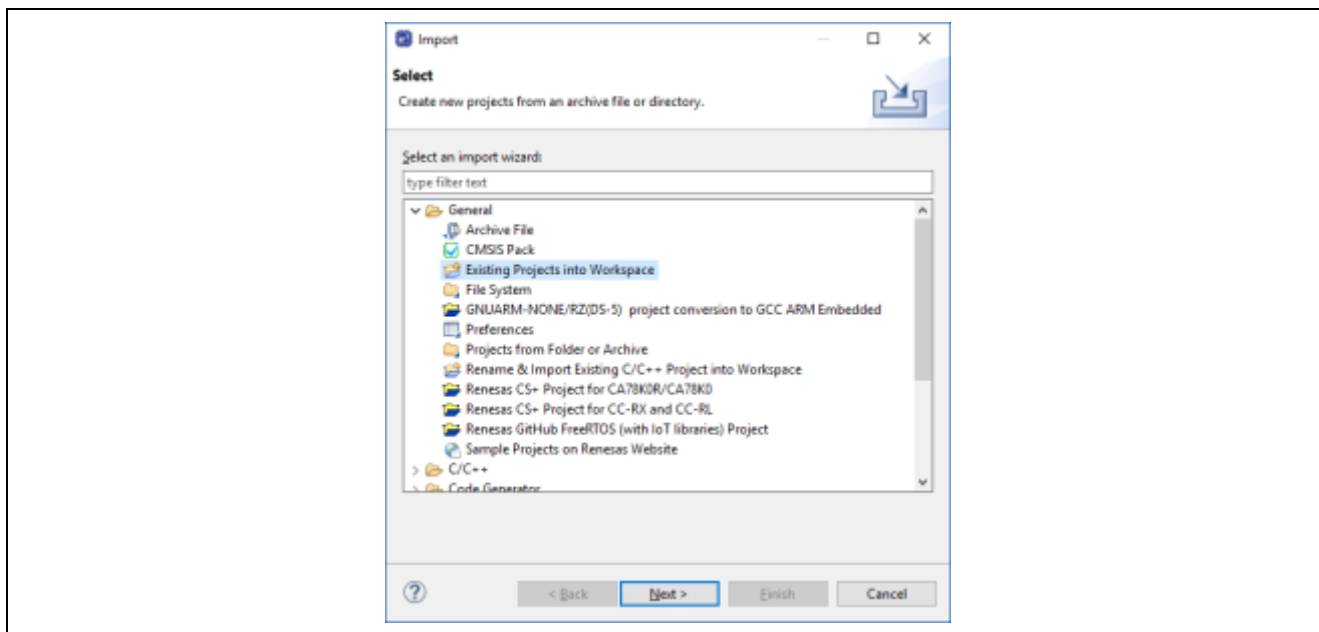 Import
Select
Create new projects from an archive file or directory.
Select an import wizard:
type filter text
General
Archive File
CMSIS Pack
Existing Projects into Workspace
File System
GNUARM-NONE/RZ(DS-5) project conversion to GCC ARM Embedded
Preferences
Projects from Folder or Archive
Rename & Import Existing C/C++ Project into Workspace
Renesas CS+ Project for CA78K0R/CA78K0
Renesas CS+ Project for CC-RX and CC-RL
Renesas GitHub FreeRTOS (with IoT libraries) Project
Sample Projects on Renesas Website
C/C++
Code Generator
? < Back Next > Finish Cancel